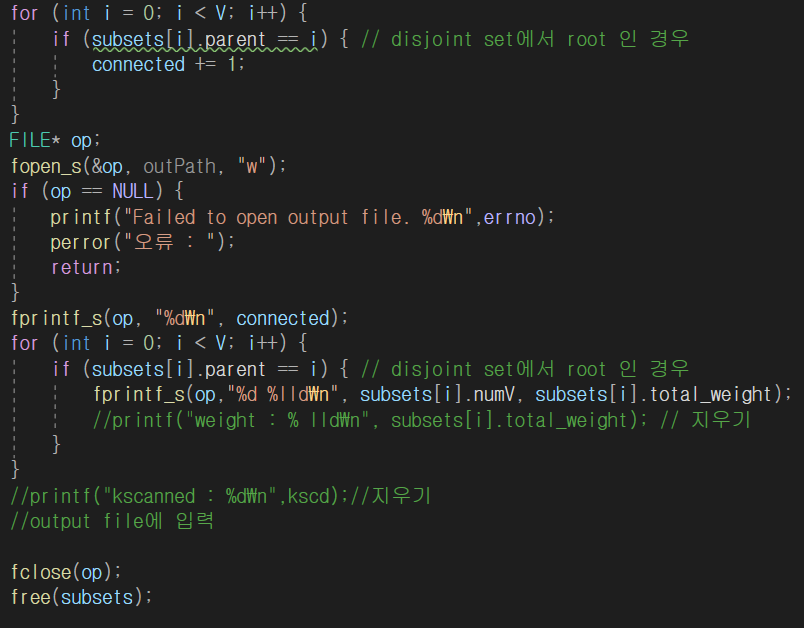 for (int i = 0; i < V; i++) {
if (subsets[i].parent == i) { // disjoint set에서 root 인 경우
connected += 1;
}
}
FILE* op;
fopen_s(&op, outPath, "w");
if (op == NULL) {
printf("Failed to open output file. %d₩n",errno);
perror("오류 : ");
return;
}
fprintf_s(op, "%d₩n", connected);
for (int i = 0; i < V; i++) {
if (subsets[i].parent == i) { // disjoint set에서 root 인 경우
fprintf_s(op,"%d %lld₩n", subsets[i].numV, subsets[i].total_weight);
//printf("weight : % lld₩n", subsets[i].total_weight); // 지우기
}
}
//printf("kscanned : %d₩n",kscd);//지우기
//output file에 입력
fclose(op);
free(subsets);